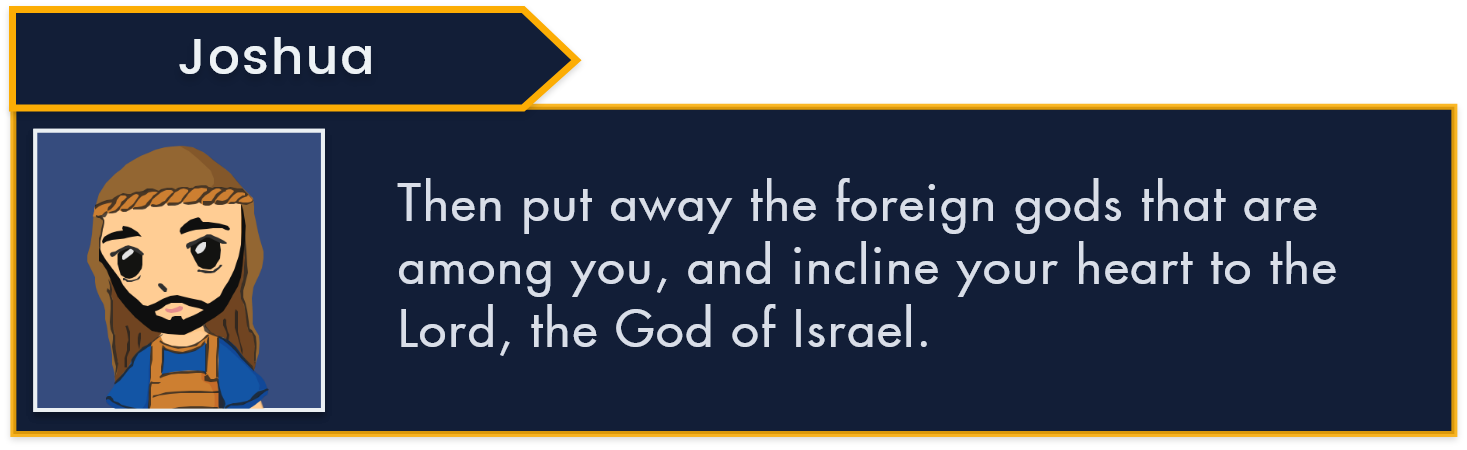 Joshua
Then put away the foreign gods that are
among you, and incline your heart to the
Lord, the God of Israel.